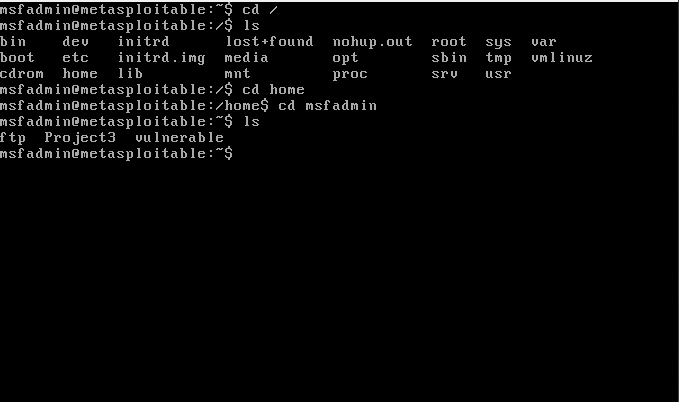 msfadmin@metasploitable:~$ cd /
msfadmin@metasploitable:/$ ls
bin    dev   initrd      lost+found  nohup.out  root  sys  var
boot   etc   initrd.img  media       opt        sbin  tmp  vmlinuz
cdrom  home  lib         mnt         proc       srv   usr
msfadmin@metasploitable:/$ cd home
msfadmin@metasploitable:/home$ cd msfadmin
msfadmin@metasploitable:~$ ls
ftp  Project3  vulnerable
msfadmin@metasploitable:~$